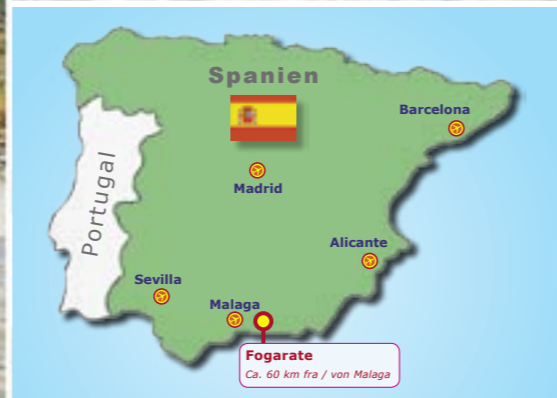 Spanien
Barcelona
Portugal
Madrid
Alicante
Sevilla
Malaga
Fogarate
Ca. 60 km fra / von Malaga